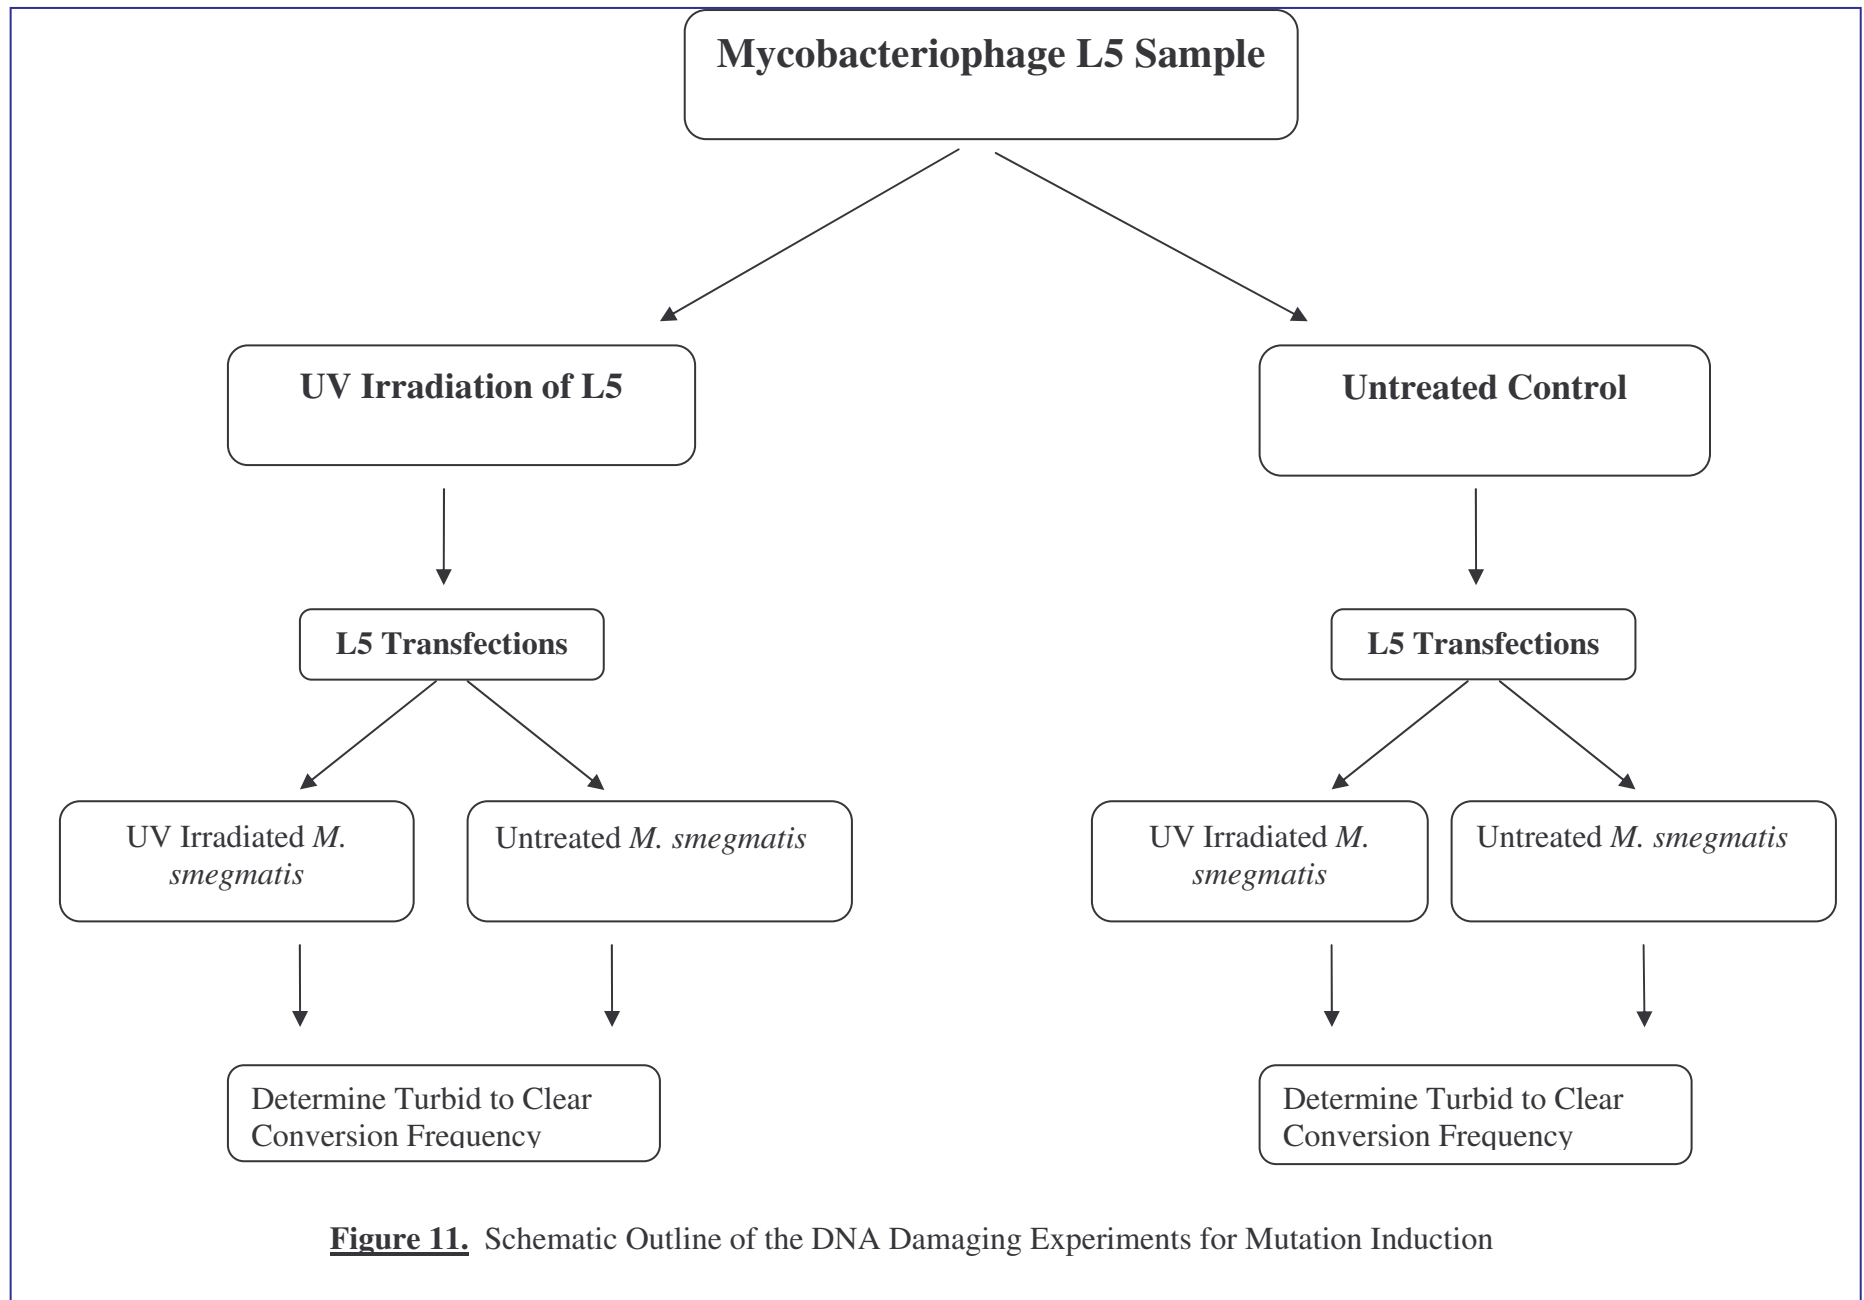 Mycobacteriophage L5 Sample
UV Irradiation of L5
Untreated Control
L5 Transfections
L5 Transfections
UV Irradiated M.
smegmatis
Untreated M. smegmatis
UV Irradiated M.
smegmatis
Untreated M. smegmatis
Determine Turbid to Clear
Conversion Frequency
Determine Turbid to Clear
Conversion Frequency
Figure 11. Schematic Outline of the DNA Damaging Experiments for Mutation Induction